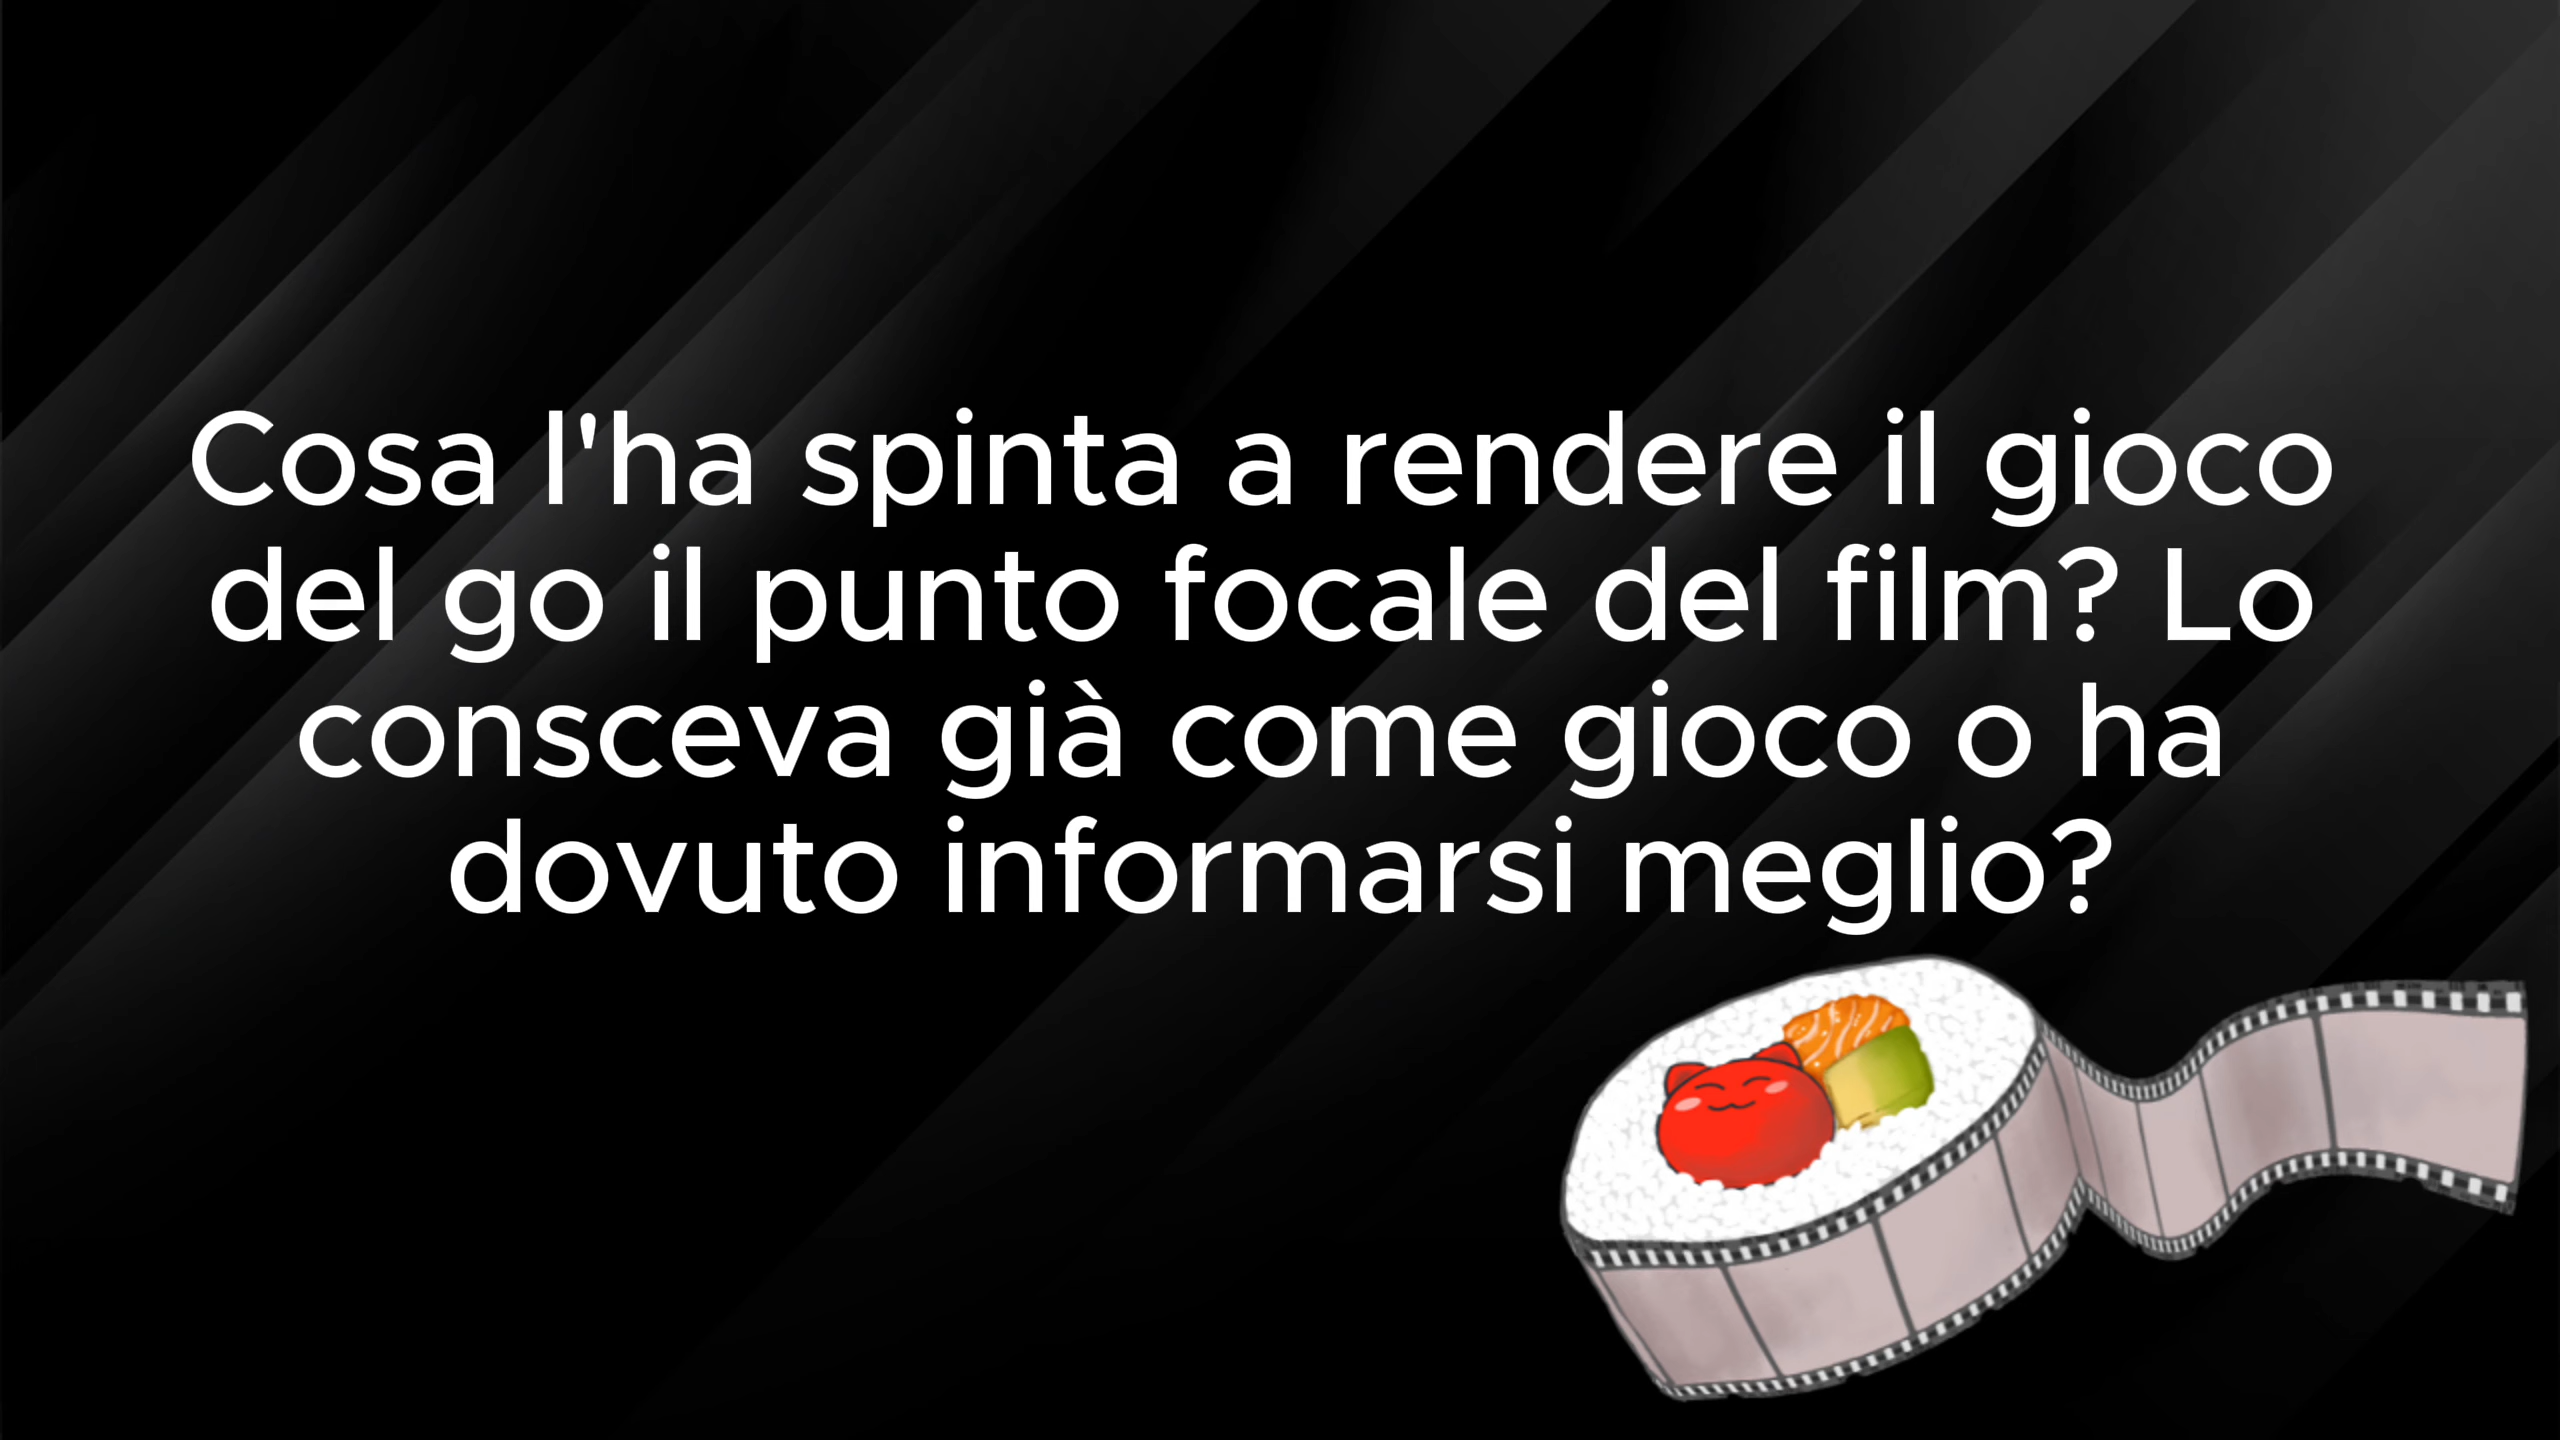 Cosa l'ha spinta a rendere il gioco
del go il punto focale del film? Lo
consceva già come gioco o ha
dovuto informarsi meglio?